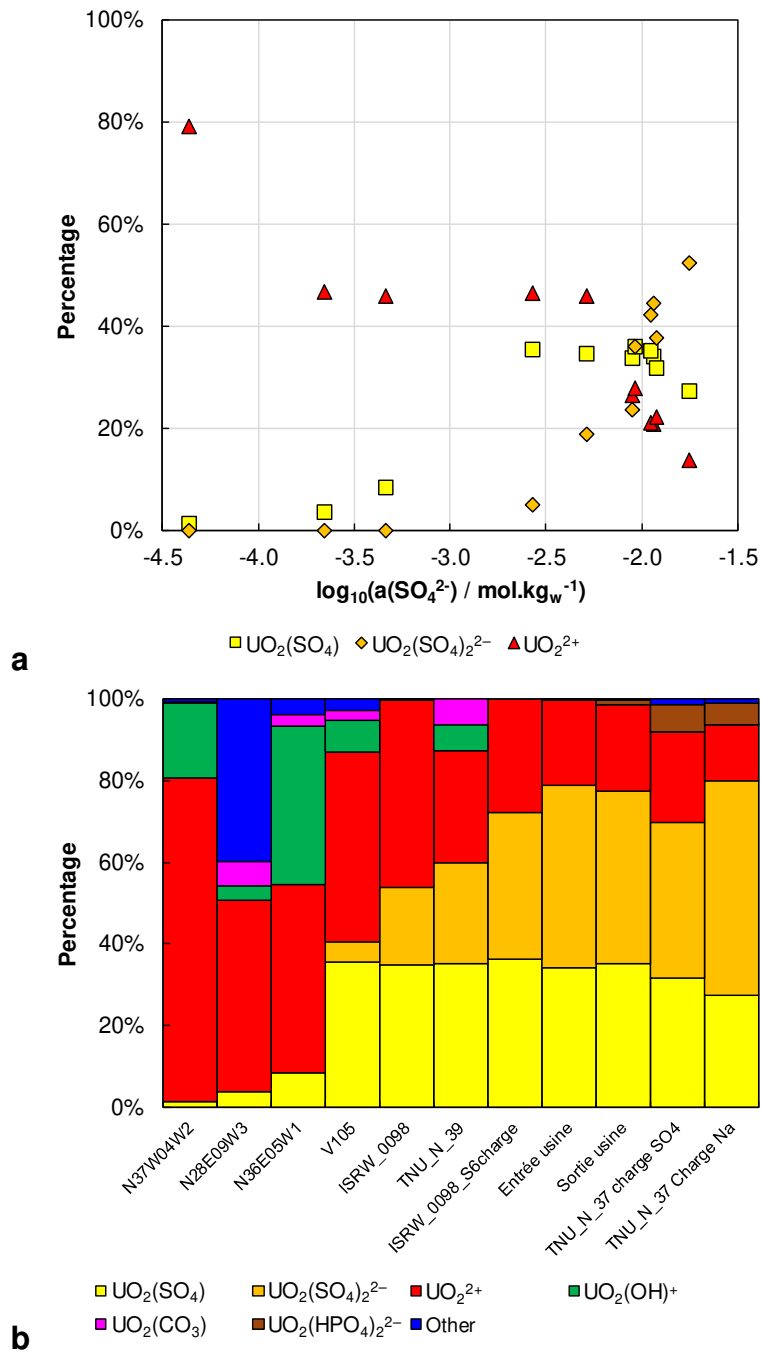 100%
80%
60%
40%
20%
0%
Percentage
-4.5 -4.0 -3.5 -3.0 -2.5 -2.0 -1.5
log₁₀(a(SO₄²⁻) / mol.kgw⁻¹)
UO₂(SO₄) UO₂(SO₄)₂²⁻ UO₂²⁺
a
100%
80%
60%
40%
20%
0%
Percentage
N37W04W2
N28E09W3
N36E05W1
V105
ISRW_0098
TNU_N_39
ISRW_0098_S6charge
Entrée usine
Sortie usine
TNU_N_37 charge SO4
TNU_N_37 Charge Na
UO₂(SO₄) UO₂(SO₄)₂²⁻ UO₂²⁺ UO₂(OH)⁺
UO₂(CO₃) UO₂(HPO₄)₂²⁻ Other
b